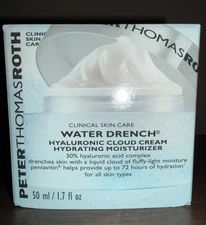 PETER THOMAS ROTH
CLINICAL SKIN CARE
WATER DRENCH®
HYALURONIC CLOUD CREAM
HYDRATING MOISTURIZER
30% hyaluronic acid complex
drenches skin with a liquid cloud of fluffy-light moisture
pentavitin® helps provide up to 72 hours of hydration
for all skin types
50 ml / 1.7 fl oz